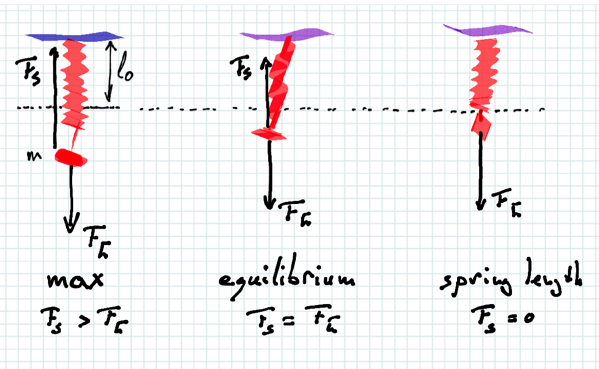 F_s l_0 F_s
m
F_G F_G F_G
max equilibrium spring length
F_s > F_G F_s = F_G F_s = 0